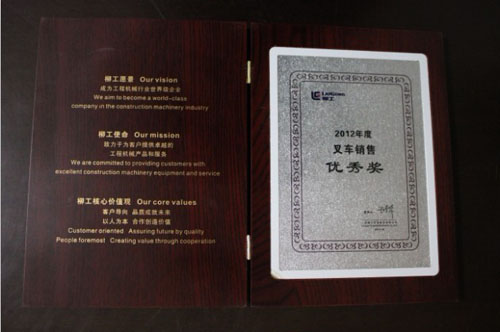 柳工愿景 Our vision
成为工程机械行业世界级企业
We aim to become a world-class
company in the construction machinery industry
柳工使命 Our mission
致力于为客户提供卓越的
工程机械产品和服务
We are committed to providing customers with
excellent construction machinery equipment and service
柳工核心价值观 Our core values
客户导向 品质成就未来
以人为本 合作创造价值
Customer oriented Assuring future by quality
People foremost Creating value through cooperation
LIUGONG
柳工
2012年度
叉车销售
优秀奖